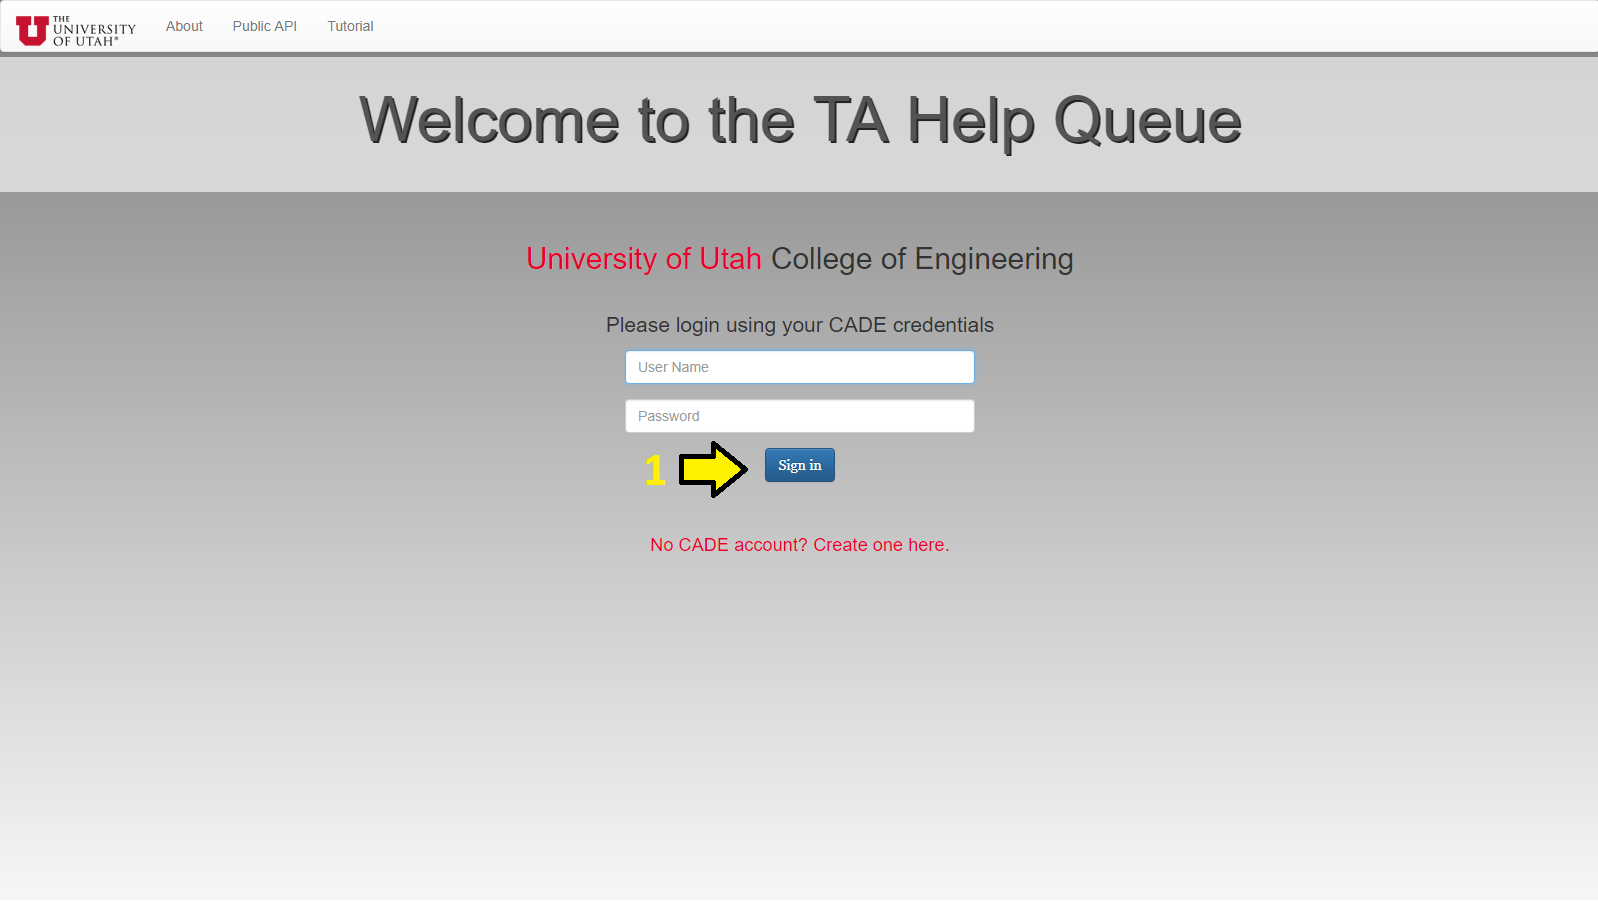 THE
UNIVERSITY
OF UTAH®
About
Public API
Tutorial
Welcome to the TA Help Queue
University of Utah College of Engineering
Please login using your CADE credentials
User Name
Password
1
Sign in
No CADE account? Create one here.